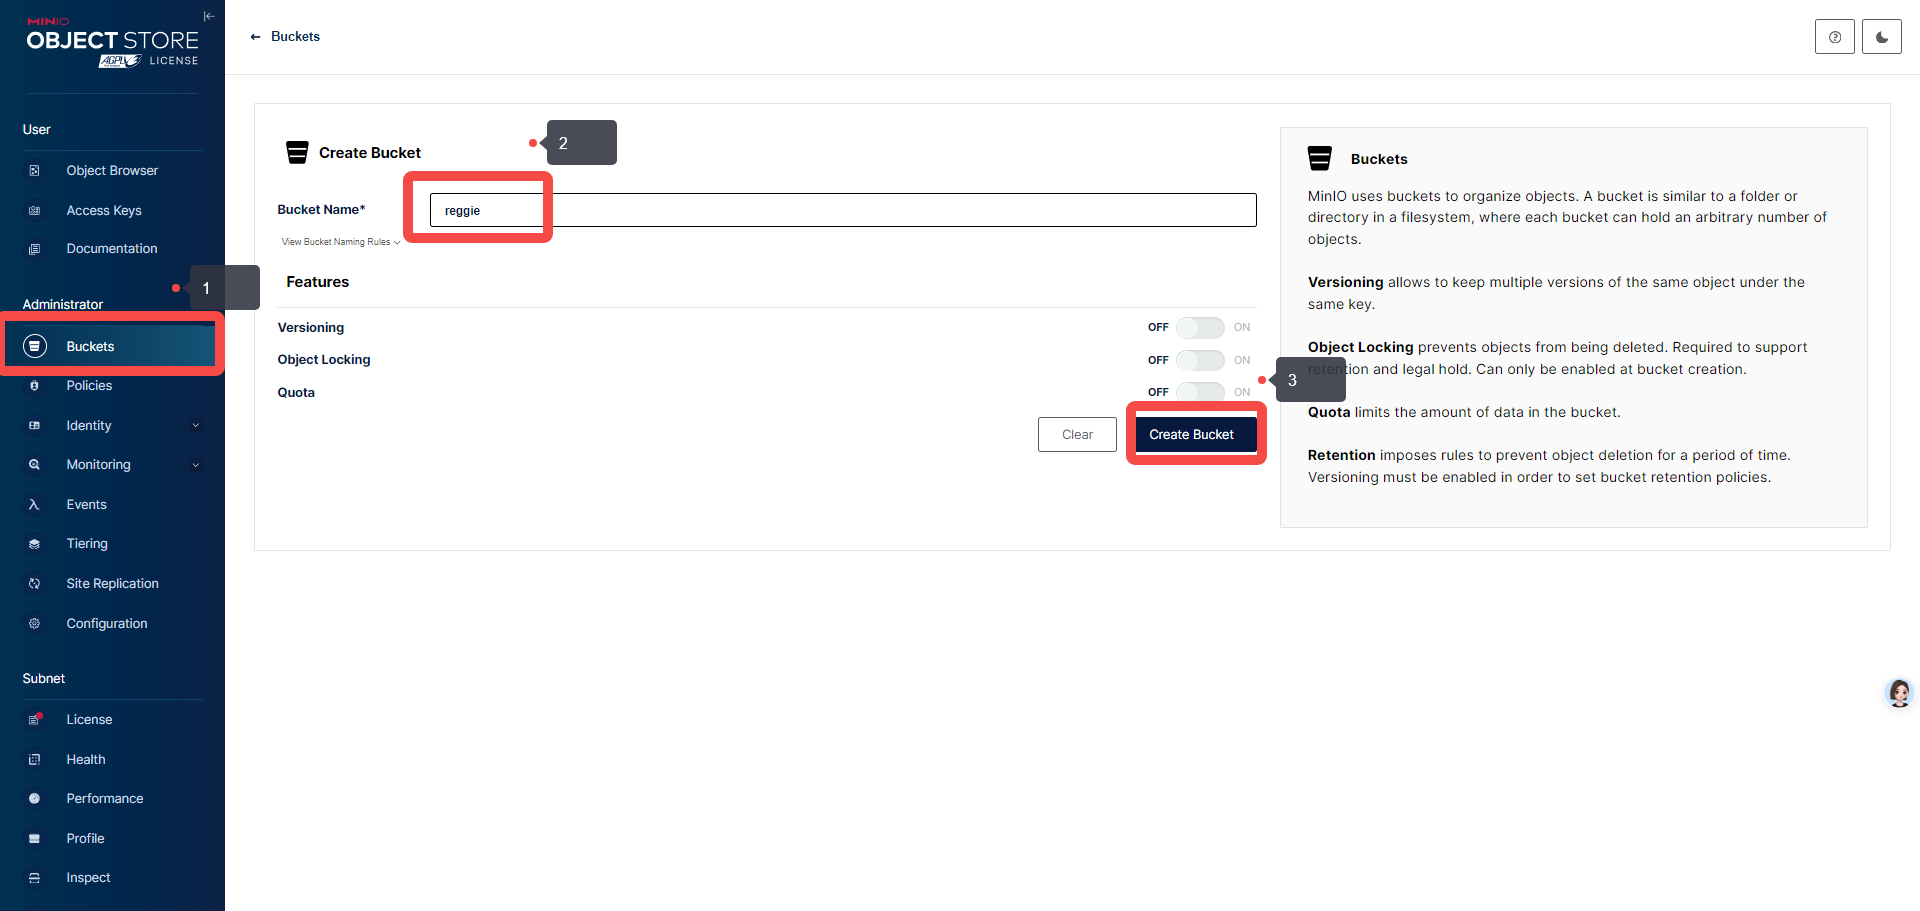 MINIO
OBJECT STORE
AGPLv3 LICENSE
User
Object Browser
Access Keys
Documentation
1
Administrator
Buckets
Policies
Identity
Monitoring
Events
Tiering
Site Replication
Configuration
Subnet
License
Health
Performance
Profile
Inspect
Buckets
Create Bucket
2
Bucket Name*
reggie
View Bucket Naming Rules
Features
Versioning
OFF ON
Object Locking
OFF ON
Quota
OFF ON
3
Clear
Create Bucket
Buckets
MinIO uses buckets to organize objects. A bucket is similar to a folder or
directory in a filesystem, where each bucket can hold an arbitrary number of
objects.
Versioning allows to keep multiple versions of the same object under the
same key.
Object Locking prevents objects from being deleted. Required to support
retention and legal hold. Can only be enabled at bucket creation.
Quota limits the amount of data in the bucket.
Retention imposes rules to prevent object deletion for a period of time.
Versioning must be enabled in order to set bucket retention policies.